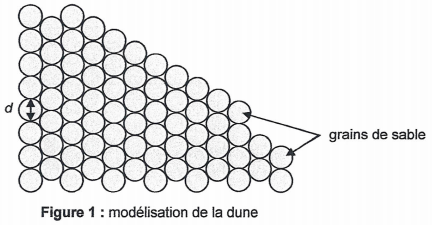 d
grains de sable
Figure 1 : modélisation de la dune